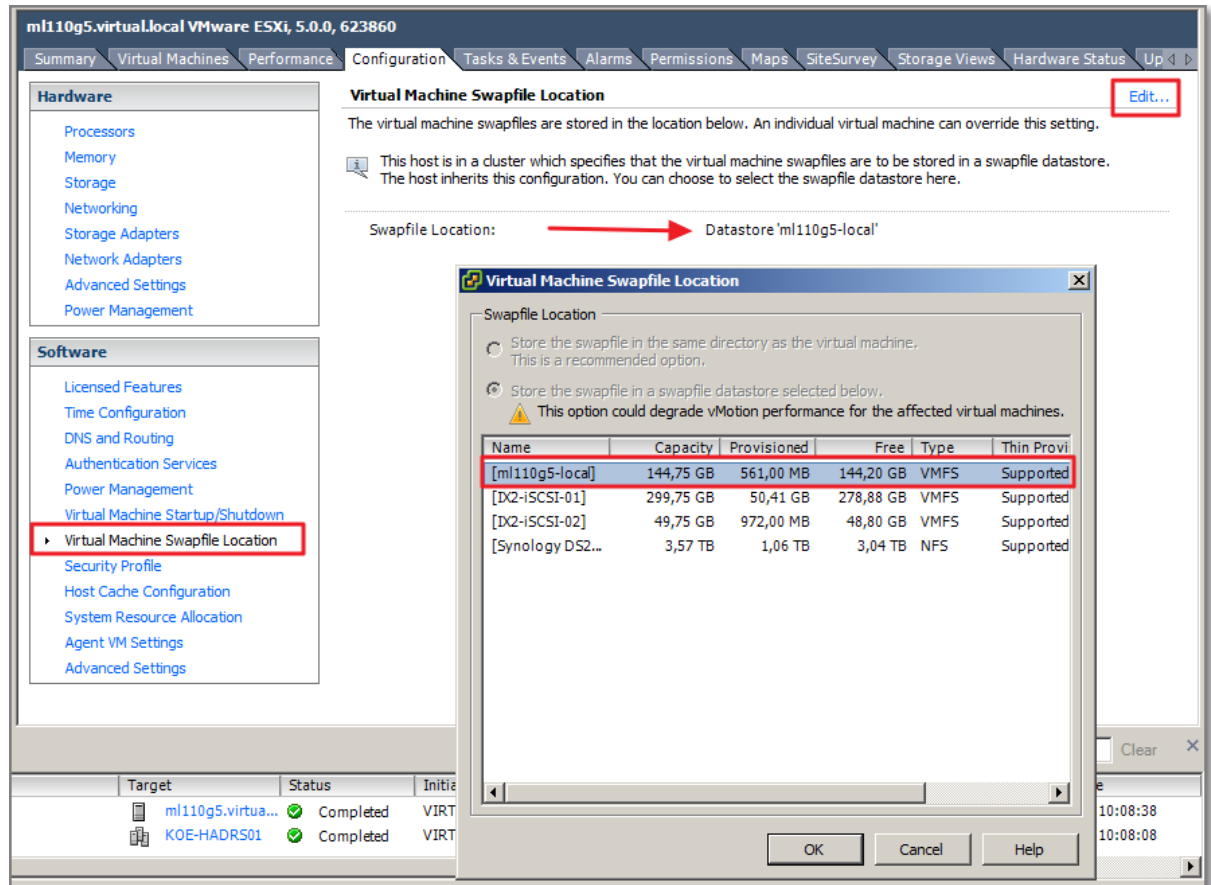 ml110g5.virtual.local VMware ESXi, 5.0.0, 623860
Summary Virtual Machines Performance Configuration Tasks & Events Alarms Permissions Maps SiteSurvey Storage Views Hardware Status Up
Hardware
Processors
Memory
Storage
Networking
Storage Adapters
Network Adapters
Advanced Settings
Power Management
Software
Licensed Features
Time Configuration
DNS and Routing
Authentication Services
Power Management
Virtual Machine Startup/Shutdown
Virtual Machine Swapfile Location
Security Profile
Host Cache Configuration
System Resource Allocation
Agent VM Settings
Advanced Settings
Virtual Machine Swapfile Location
Edit...
The virtual machine swapfiles are stored in the location below. An individual virtual machine can override this setting.
This host is in a cluster which specifies that the virtual machine swapfiles are to be stored in a swapfile datastore.
The host inherits this configuration. You can choose to select the swapfile datastore here.
Swapfile Location: Datastore 'ml110g5-local'
Virtual Machine Swapfile Location
Swapfile Location
Store the swapfile in the same directory as the virtual machine.
This is a recommended option.
Store the swapfile in a swapfile datastore selected below.
This option could degrade vMotion performance for the affected virtual machines.
Name Capacity Provisioned Free Type Thin Provi
[ml110g5-local] 144,75 GB 561,00 MB 144,20 GB VMFS Supported
[IX2-iSCSI-01] 299,75 GB 50,41 GB 278,88 GB VMFS Supported
[IX2-iSCSI-02] 49,75 GB 972,00 MB 48,80 GB VMFS Supported
[Synology DS2... 3,57 TB 1,06 TB 3,04 TB NFS Supported
OK Cancel Help
Clear
Target Status Initia e
ml110g5.virtua... Completed VIRT 10:08:38
KOE-HADRS01 Completed VIRT 10:08:08